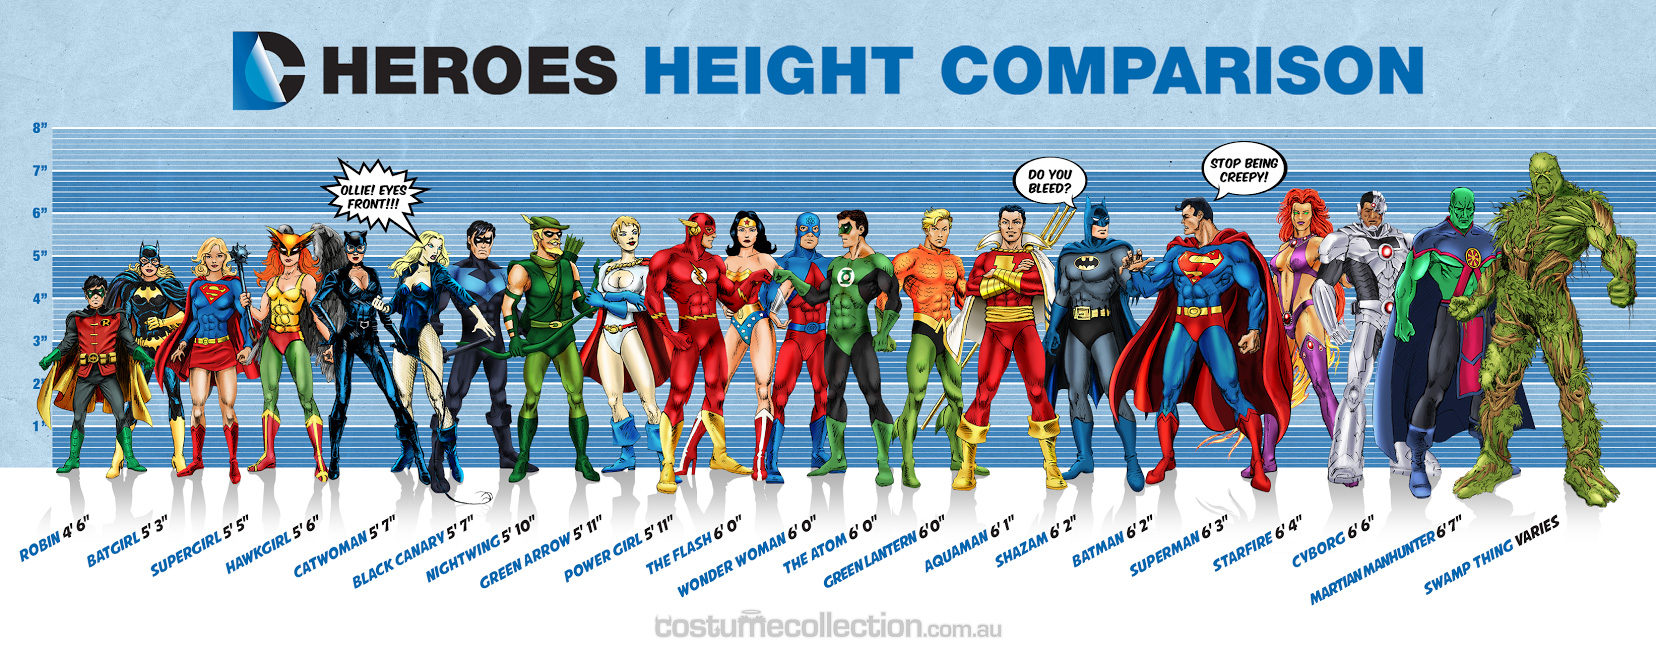 DC HEROES HEIGHT COMPARISON
8"
7"
6"
5"
4"
3"
2"
1"
OLLIE! EYES
FRONT!!!
DO YOU
BLEED?
STOP BEING
CREEPY!
R
ROBIN 4' 6"
BATGIRL 5' 3"
SUPERGIRL 5' 5"
HAWKGIRL 5' 6"
CATWOMAN 5' 7"
BLACK CANARY 5' 7"
NIGHTWING 5' 10"
GREEN ARROW 5' 11"
POWER GIRL 5' 11"
THE FLASH 6' 0"
WONDER WOMAN 6' 0"
THE ATOM 6' 0"
GREEN LANTERN 6' 0"
AQUAMAN 6' 1"
SHAZAM 6' 2"
BATMAN 6' 2"
SUPERMAN 6' 3"
STARFIRE 6' 4"
CYBORG 6' 6"
MARTIAN MANHUNTER 6' 7"
SWAMP THING VARIES
costumecollection.com.au